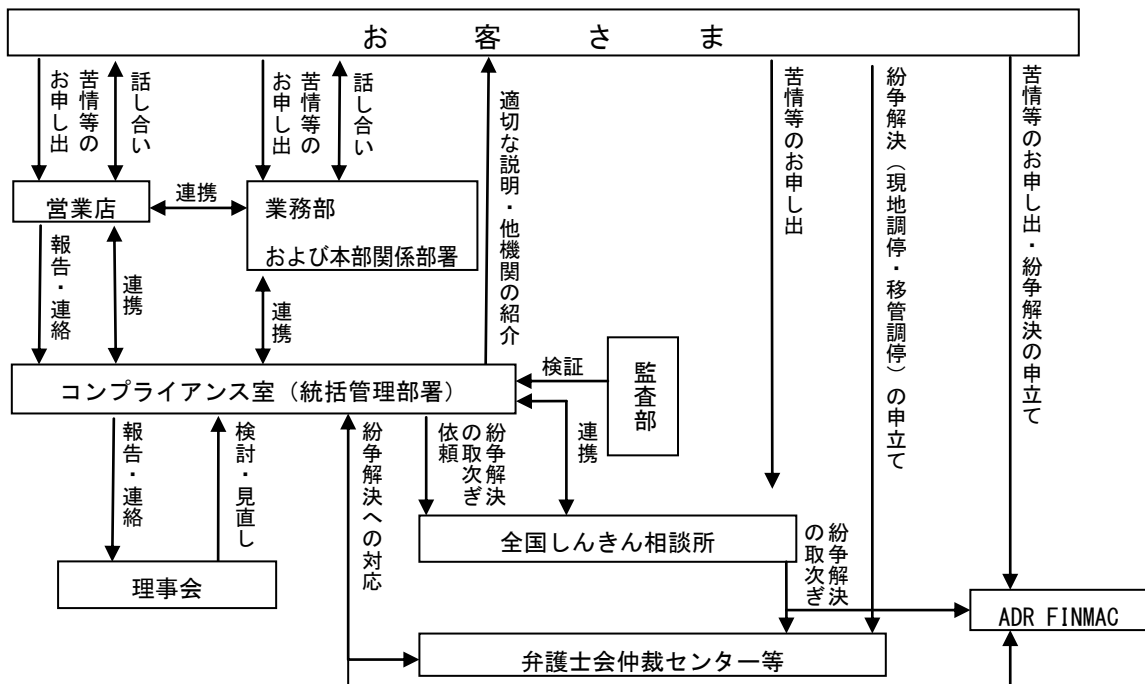 お客さま
苦情等の
お申し出
話し合い
苦情等の
お申し出
話し合い
適切な説明・他機関の紹介
苦情等のお申し出
紛争解決（現地調停・移管調停）の申立て
苦情等のお申し出・紛争解決の申立て
営業店
連携
業務部
および本部関係部署
報告・連絡
連携
連携
コンプライアンス室（統括管理部署）
検証
監査部
報告・連絡
検討・見直し
紛争解決への対応
紛争解決
の取次ぎ
依頼
連携
全国しんきん相談所
紛争解決
の取次ぎ
理事会
ADR FINMAC
弁護士会仲裁センター等